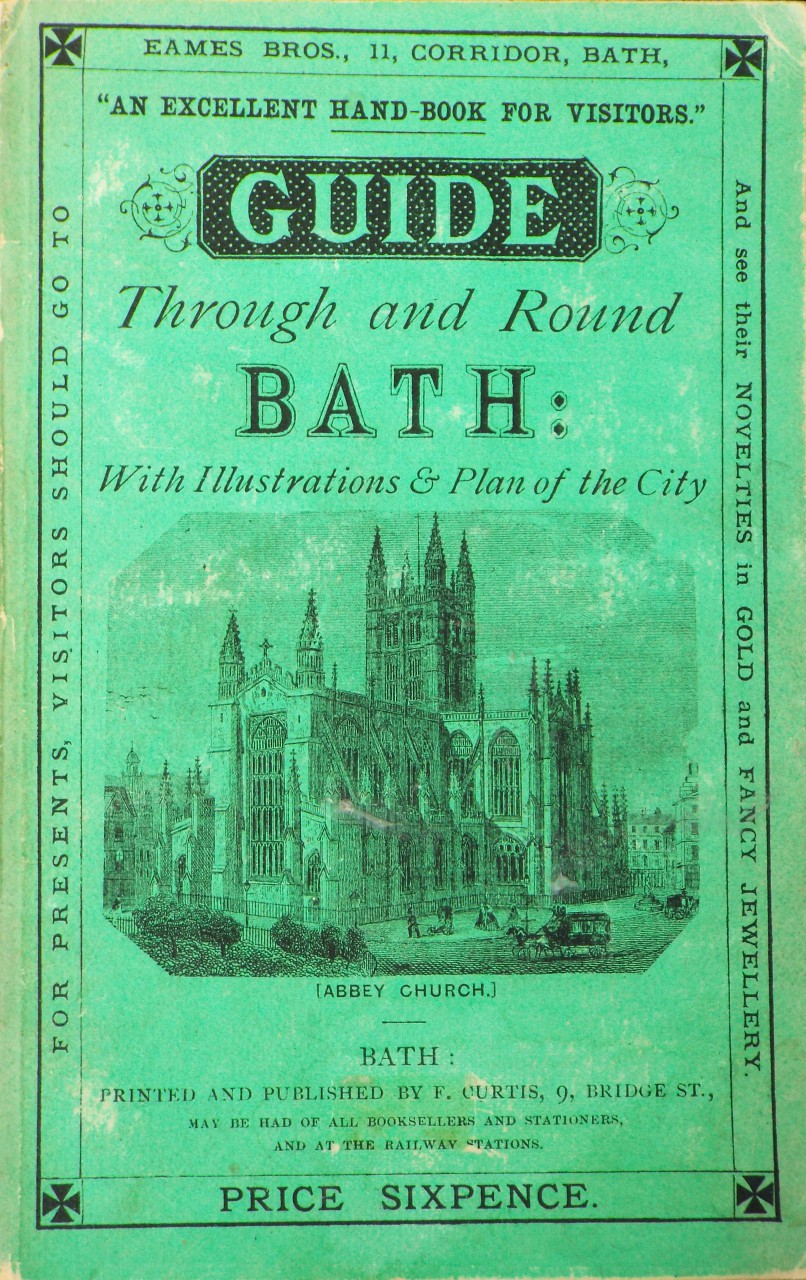 FOR PRESENTS, VISITORS SHOULD GO TO
EAMES BROS., 11, CORRIDOR, BATH,
And see their NOVELTIES in GOLD and FANCY JEWELLERY.
“AN EXCELLENT HAND-BOOK FOR VISITORS.”
GUIDE
Through and Round
BATH:
With Illustrations & Plan of the City
[ABBEY CHURCH.]
BATH:
PRINTED AND PUBLISHED BY F. CURTIS, 9, BRIDGE ST.,
MAY BE HAD OF ALL BOOKSELLERS AND STATIONERS,
AND AT THE RAILWAY STATIONS.
PRICE SIXPENCE.